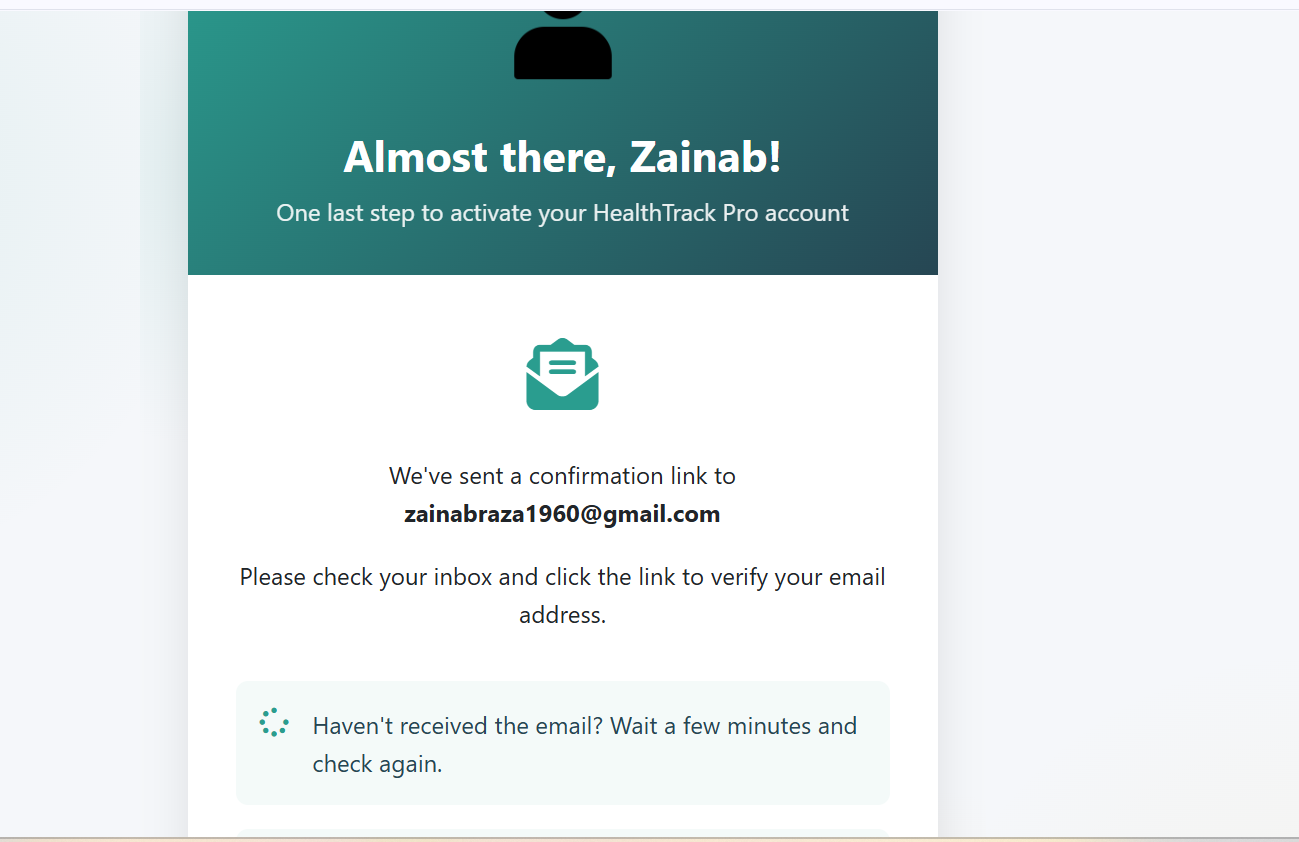 Almost there, Zainab!
One last step to activate your HealthTrack Pro account
We've sent a confirmation link to
zainabraza1960@gmail.com
Please check your inbox and click the link to verify your email
address.
Haven't received the email? Wait a few minutes and
check again.